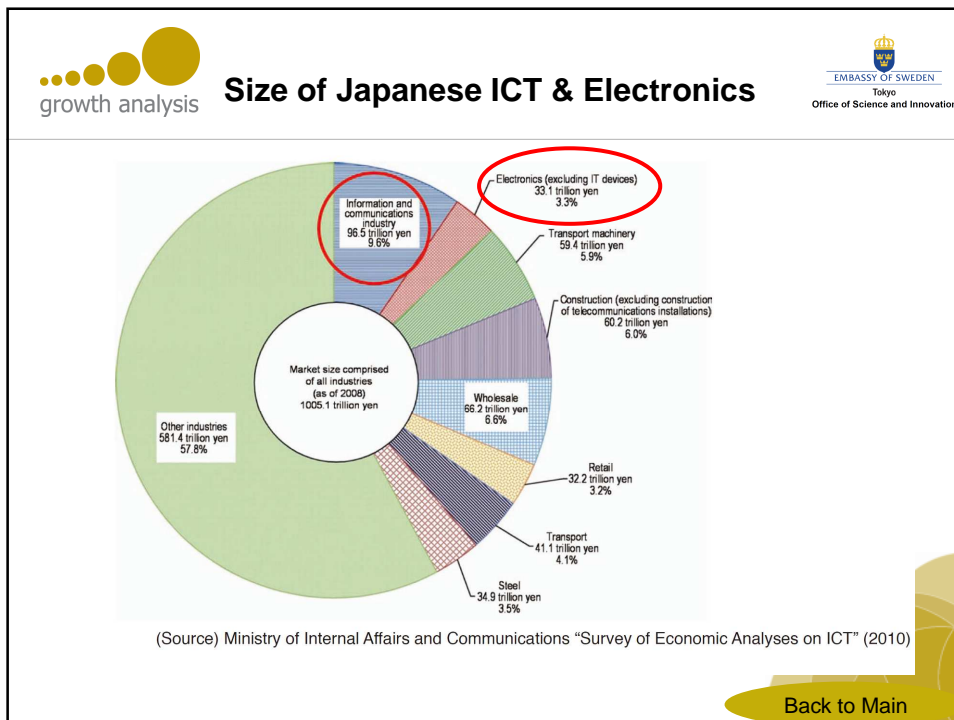 growth analysis
Size of Japanese ICT & Electronics
EMBASSY OF SWEDEN
Tokyo
Office of Science and Innovation
Information and
communications
industry
96.5 trillion yen
9.6%
Electronics (excluding IT devices)
33.1 trillion yen
3.3%
Transport machinery
59.4 trillion yen
5.9%
Construction (excluding construction
of telecommunications installations)
60.2 trillion yen
6.0%
Wholesale
66.2 trillion yen
6.6%
Retail
32.2 trillion yen
3.2%
Transport
41.1 trillion yen
4.1%
Steel
34.9 trillion yen
3.5%
Other industries
581.4 trillion yen
57.8%
Market size comprised
of all industries
(as of 2008)
1005.1 trillion yen
(Source) Ministry of Internal Affairs and Communications “Survey of Economic Analyses on ICT” (2010)
Back to Main